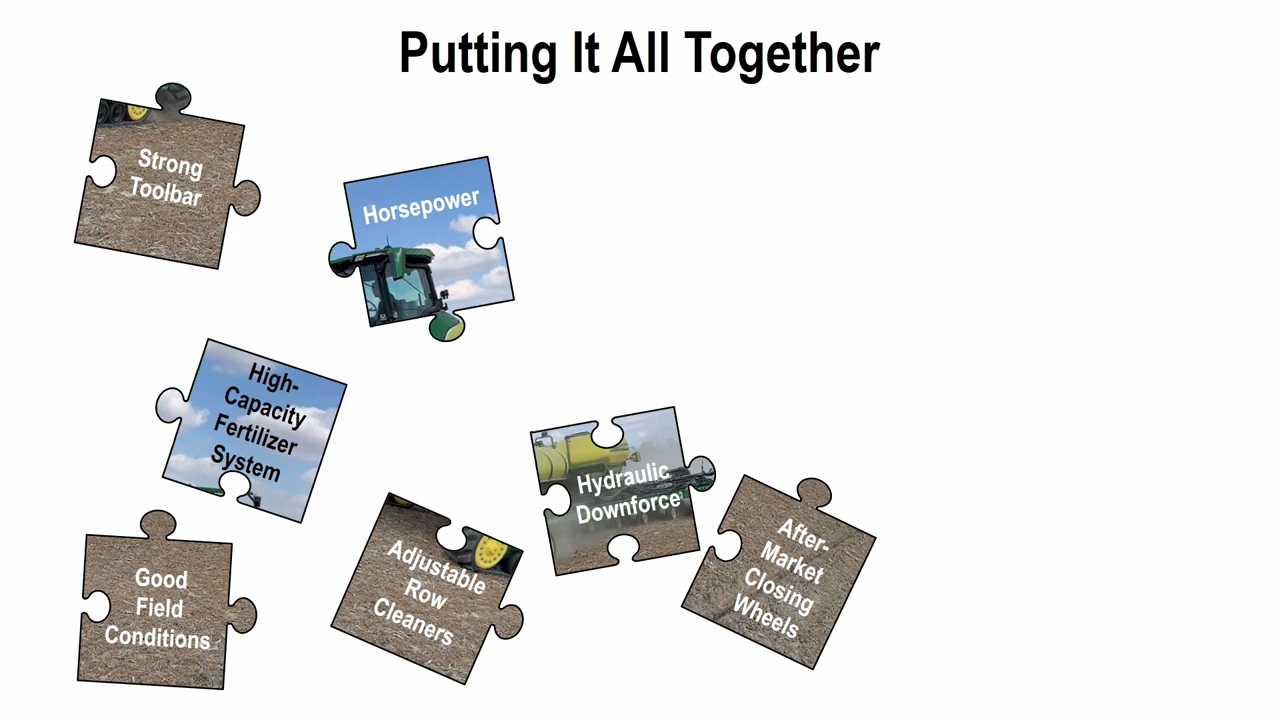 Putting It All Together
Strong
Toolbar
Horsepower
High-
Capacity
Fertilizer
System
Hydraulic
Downforce
After-
Market
Closing
Wheels
Adjustable
Row
Cleaners
Good
Field
Conditions